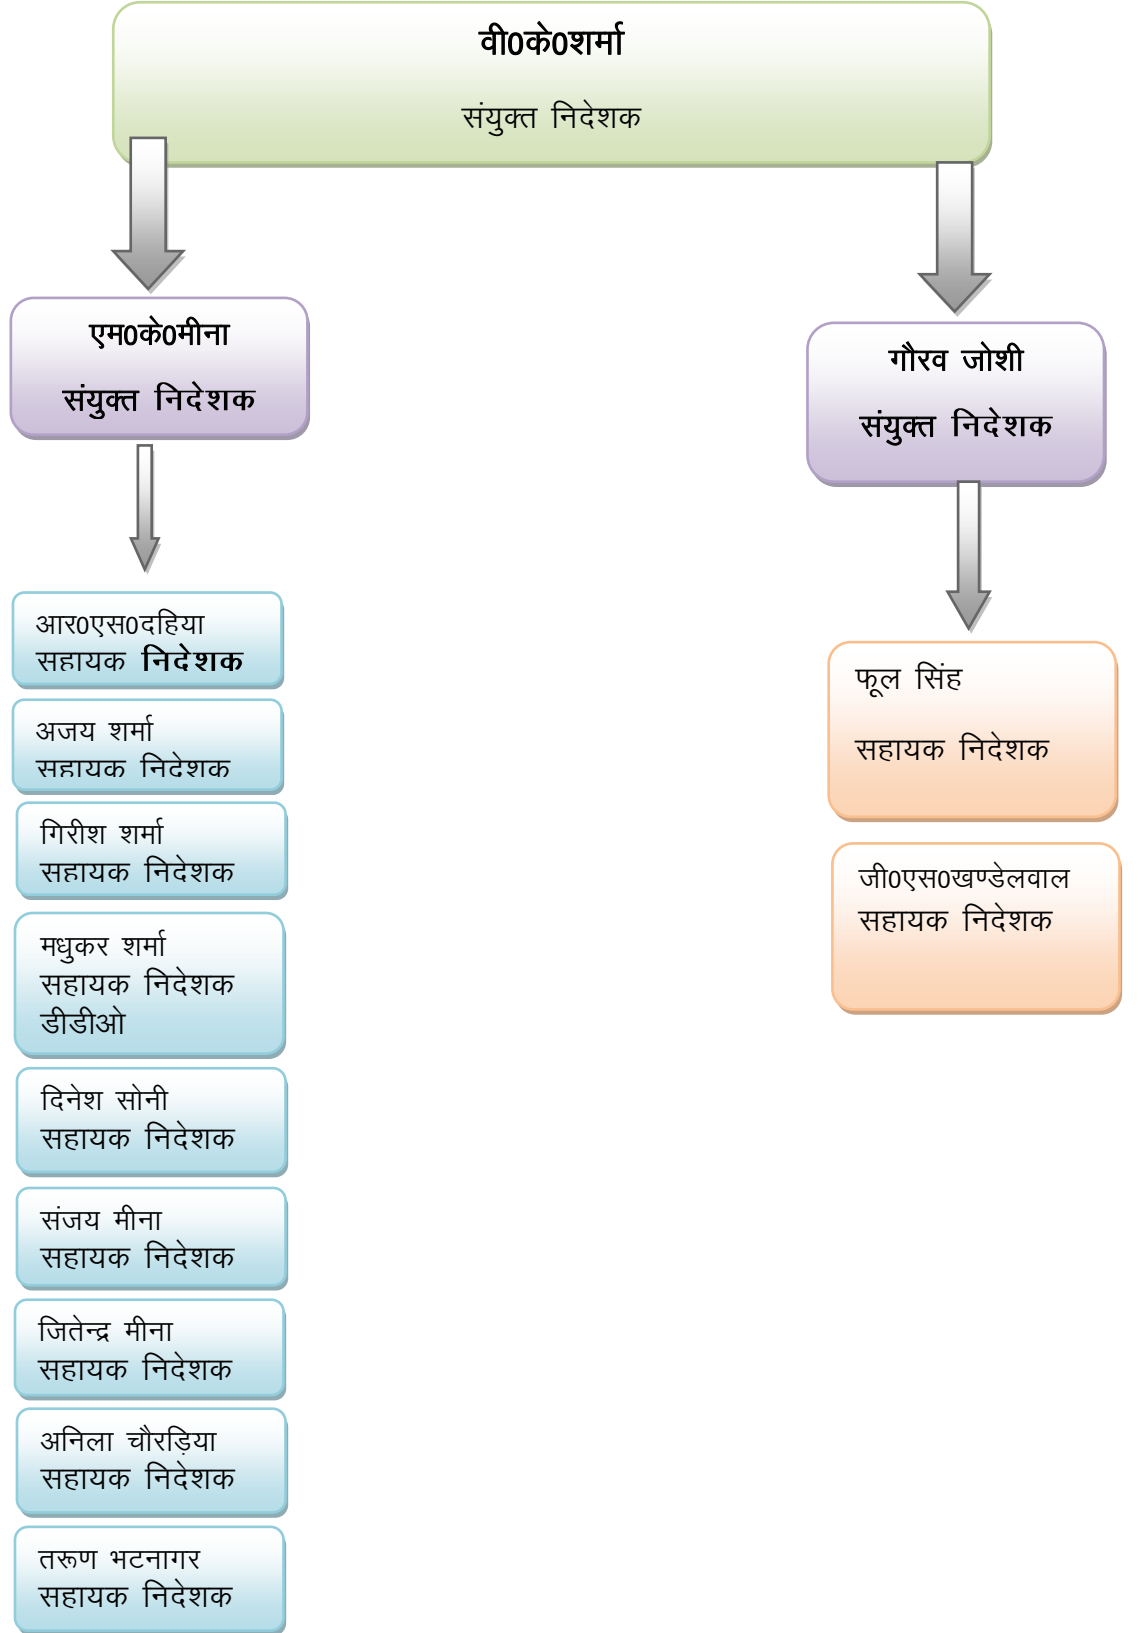 वी0के0शर्मा
संयुक्त निदेशक
एम0के0मीना
संयुक्त निदेशक
गौरव जोशी
संयुक्त निदेशक
आर0एस0दहिया
सहायक निदेशक
अजय शर्मा
सहायक निदेशक
गिरीश शर्मा
सहायक निदेशक
मधुकर शर्मा
सहायक निदेशक
डीडीओ
दिनेश सोनी
सहायक निदेशक
संजय मीना
सहायक निदेशक
जितेन्द्र मीना
सहायक निदेशक
अनिला चौरड़िया
सहायक निदेशक
तरूण भटनागर
सहायक निदेशक
फूल सिंह
सहायक निदेशक
जी0एस0खण्डेलवाल
सहायक निदेशक